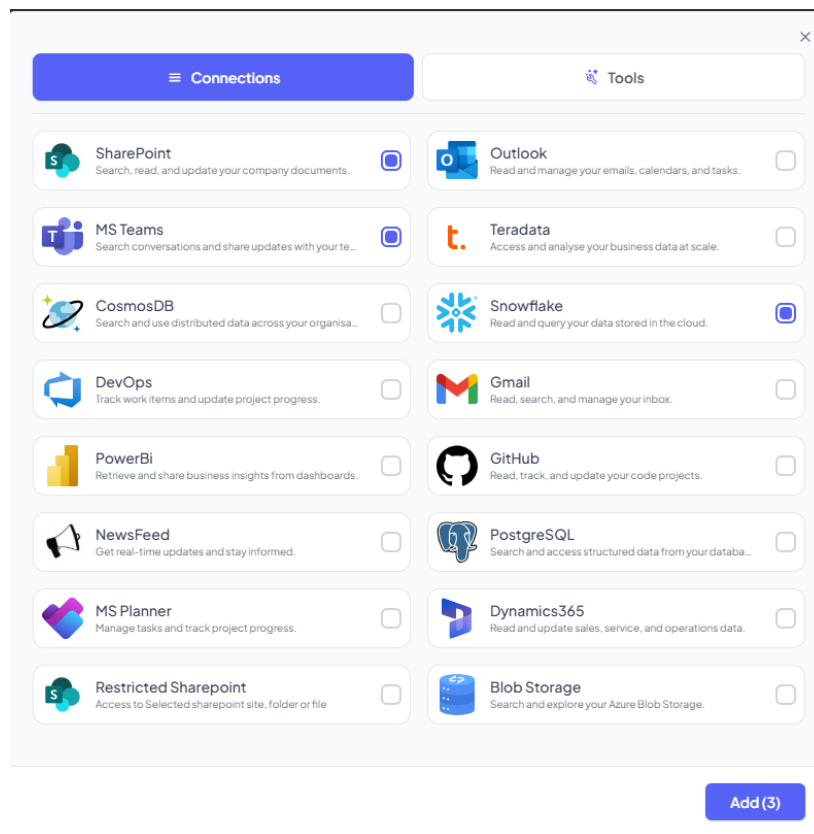 Connections
Tools
SharePoint
Search, read, and update your company documents.
Outlook
Read and manage your emails, calendars, and tasks.
MS Teams
Search conversations and share updates with your te...
Teradata
Access and analyse your business data at scale.
CosmosDB
Search and use distributed data across your organisa...
Snowflake
Read and query your data stored in the cloud.
DevOps
Track work items and update project progress.
Gmail
Read, search, and manage your inbox.
PowerBi
Retrieve and share business insights from dashboards.
GitHub
Read, track, and update your code projects.
NewsFeed
Get real-time updates and stay informed.
PostgreSQL
Search and access structured data from your databa...
MS Planner
Manage tasks and track project progress.
Dynamics365
Read and update sales, service, and operations data.
Restricted Sharepoint
Access to Selected sharepoint site, folder or file
Blob Storage
Search and explore your Azure Blob Storage.
Add (3)